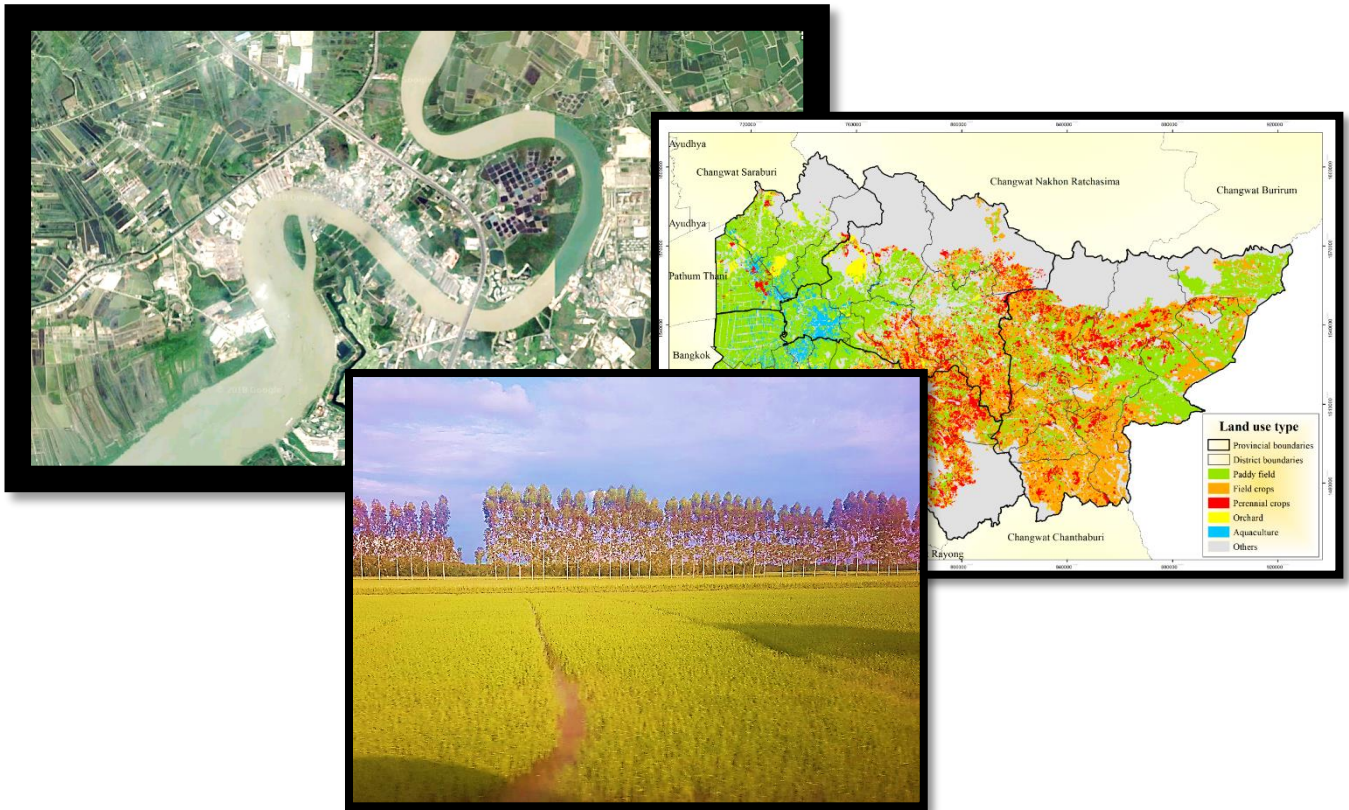 Ayudhya
Changwat Saraburi
Changwat Nakhon Ratchasima
Changwat Burirum
Ayudhya
Pathum Thani
Bangkok
Land use type
Provincial boundaries
District boundaries
Paddy field
Field crops
Perennial crops
Orchard
Aquaculture
Others
Changwat Chanthaburi
Rayong